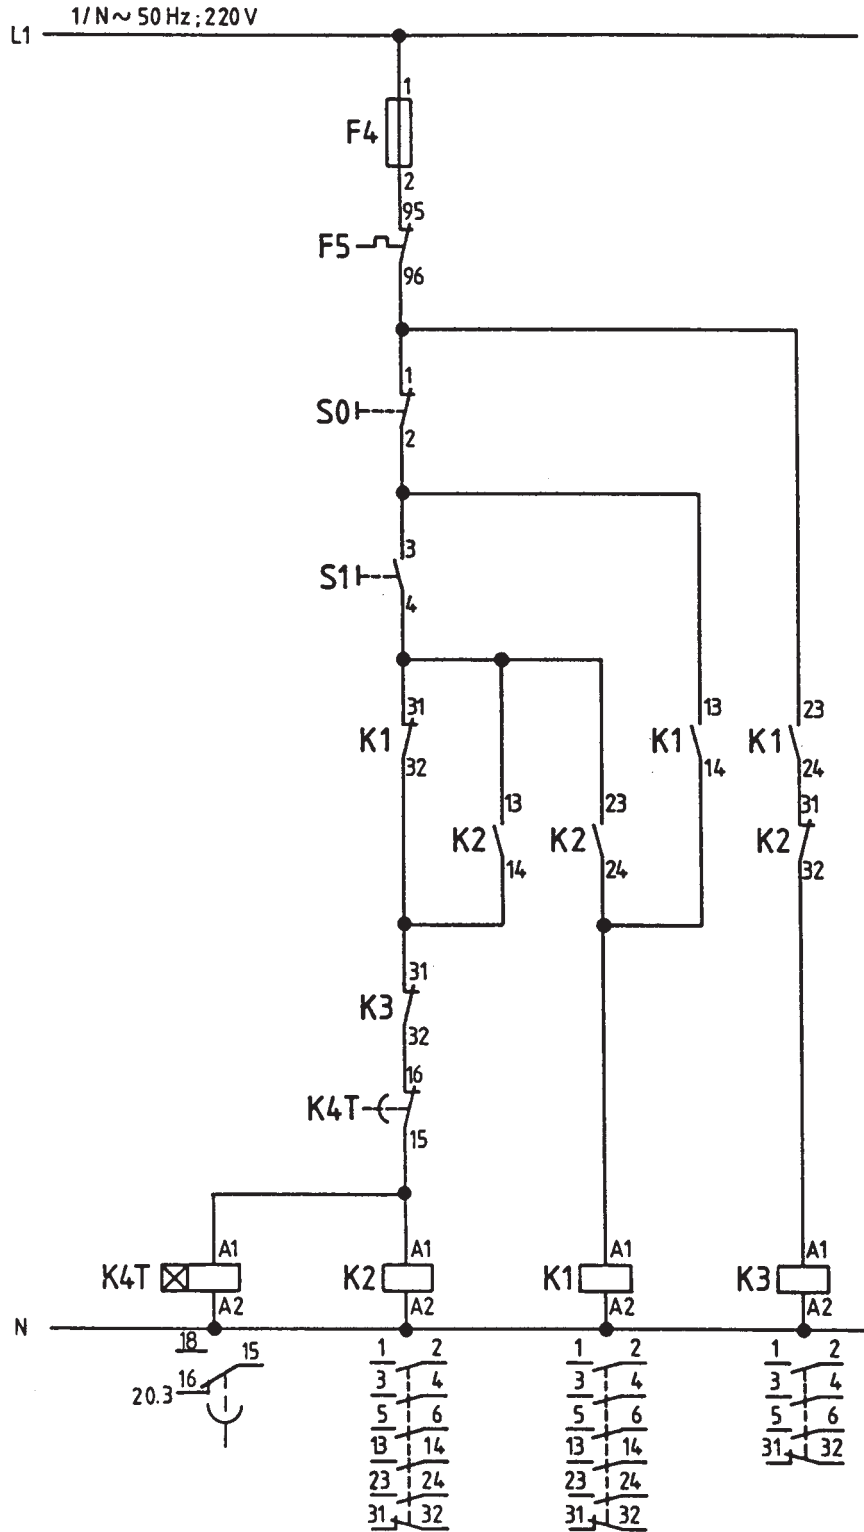 1/N~ 50 Hz; 220 V
L1
1
F4
2
95
F5
96
1
S0
2
3
S1
4
31
K1
32
13
K1
14
23
K1
24
13
K2
14
23
K2
24
31
K2
32
31
K3
32
16
K4T
15
K4T A1 K2 A1 K1 A1 K3 A1
A2 A2 A2 A2
N
18 15
20.3 16
1 2
3 4
5 6
13 14
23 24
31 32
1 2
3 4
5 6
13 14
23 24
31 32
1 2
3 4
5 6
31 32